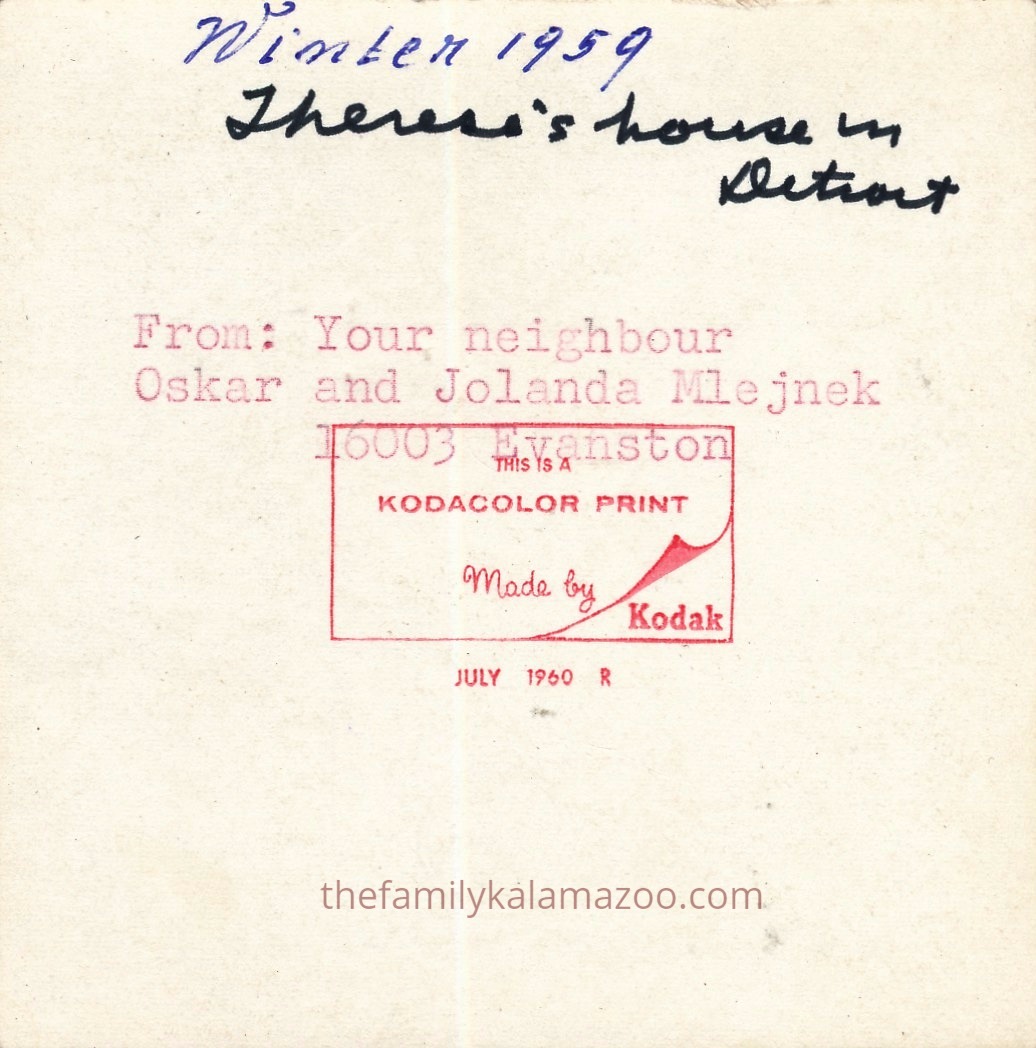 Winter 1959
Theresa's house in
Detroit
From: Your neighbour
Oskar and Jolanda Mlejnek
16003 Evanston
THIS IS A
KODACOLOR PRINT
Made by
Kodak
JULY 1960 R
thefamilykalamazoo.com